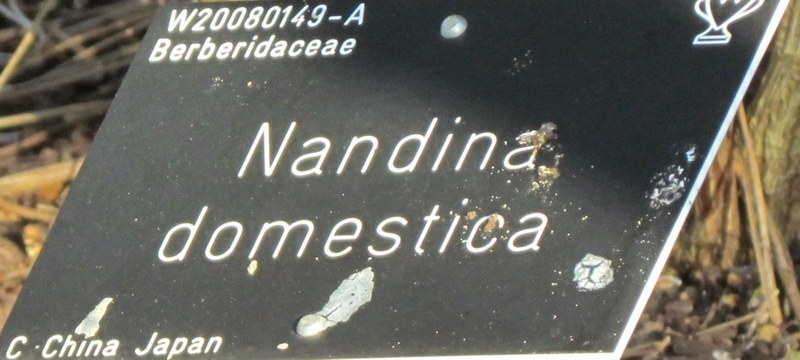 W20080149-A
Berberidaceae
Nandina
domestica
C China Japan